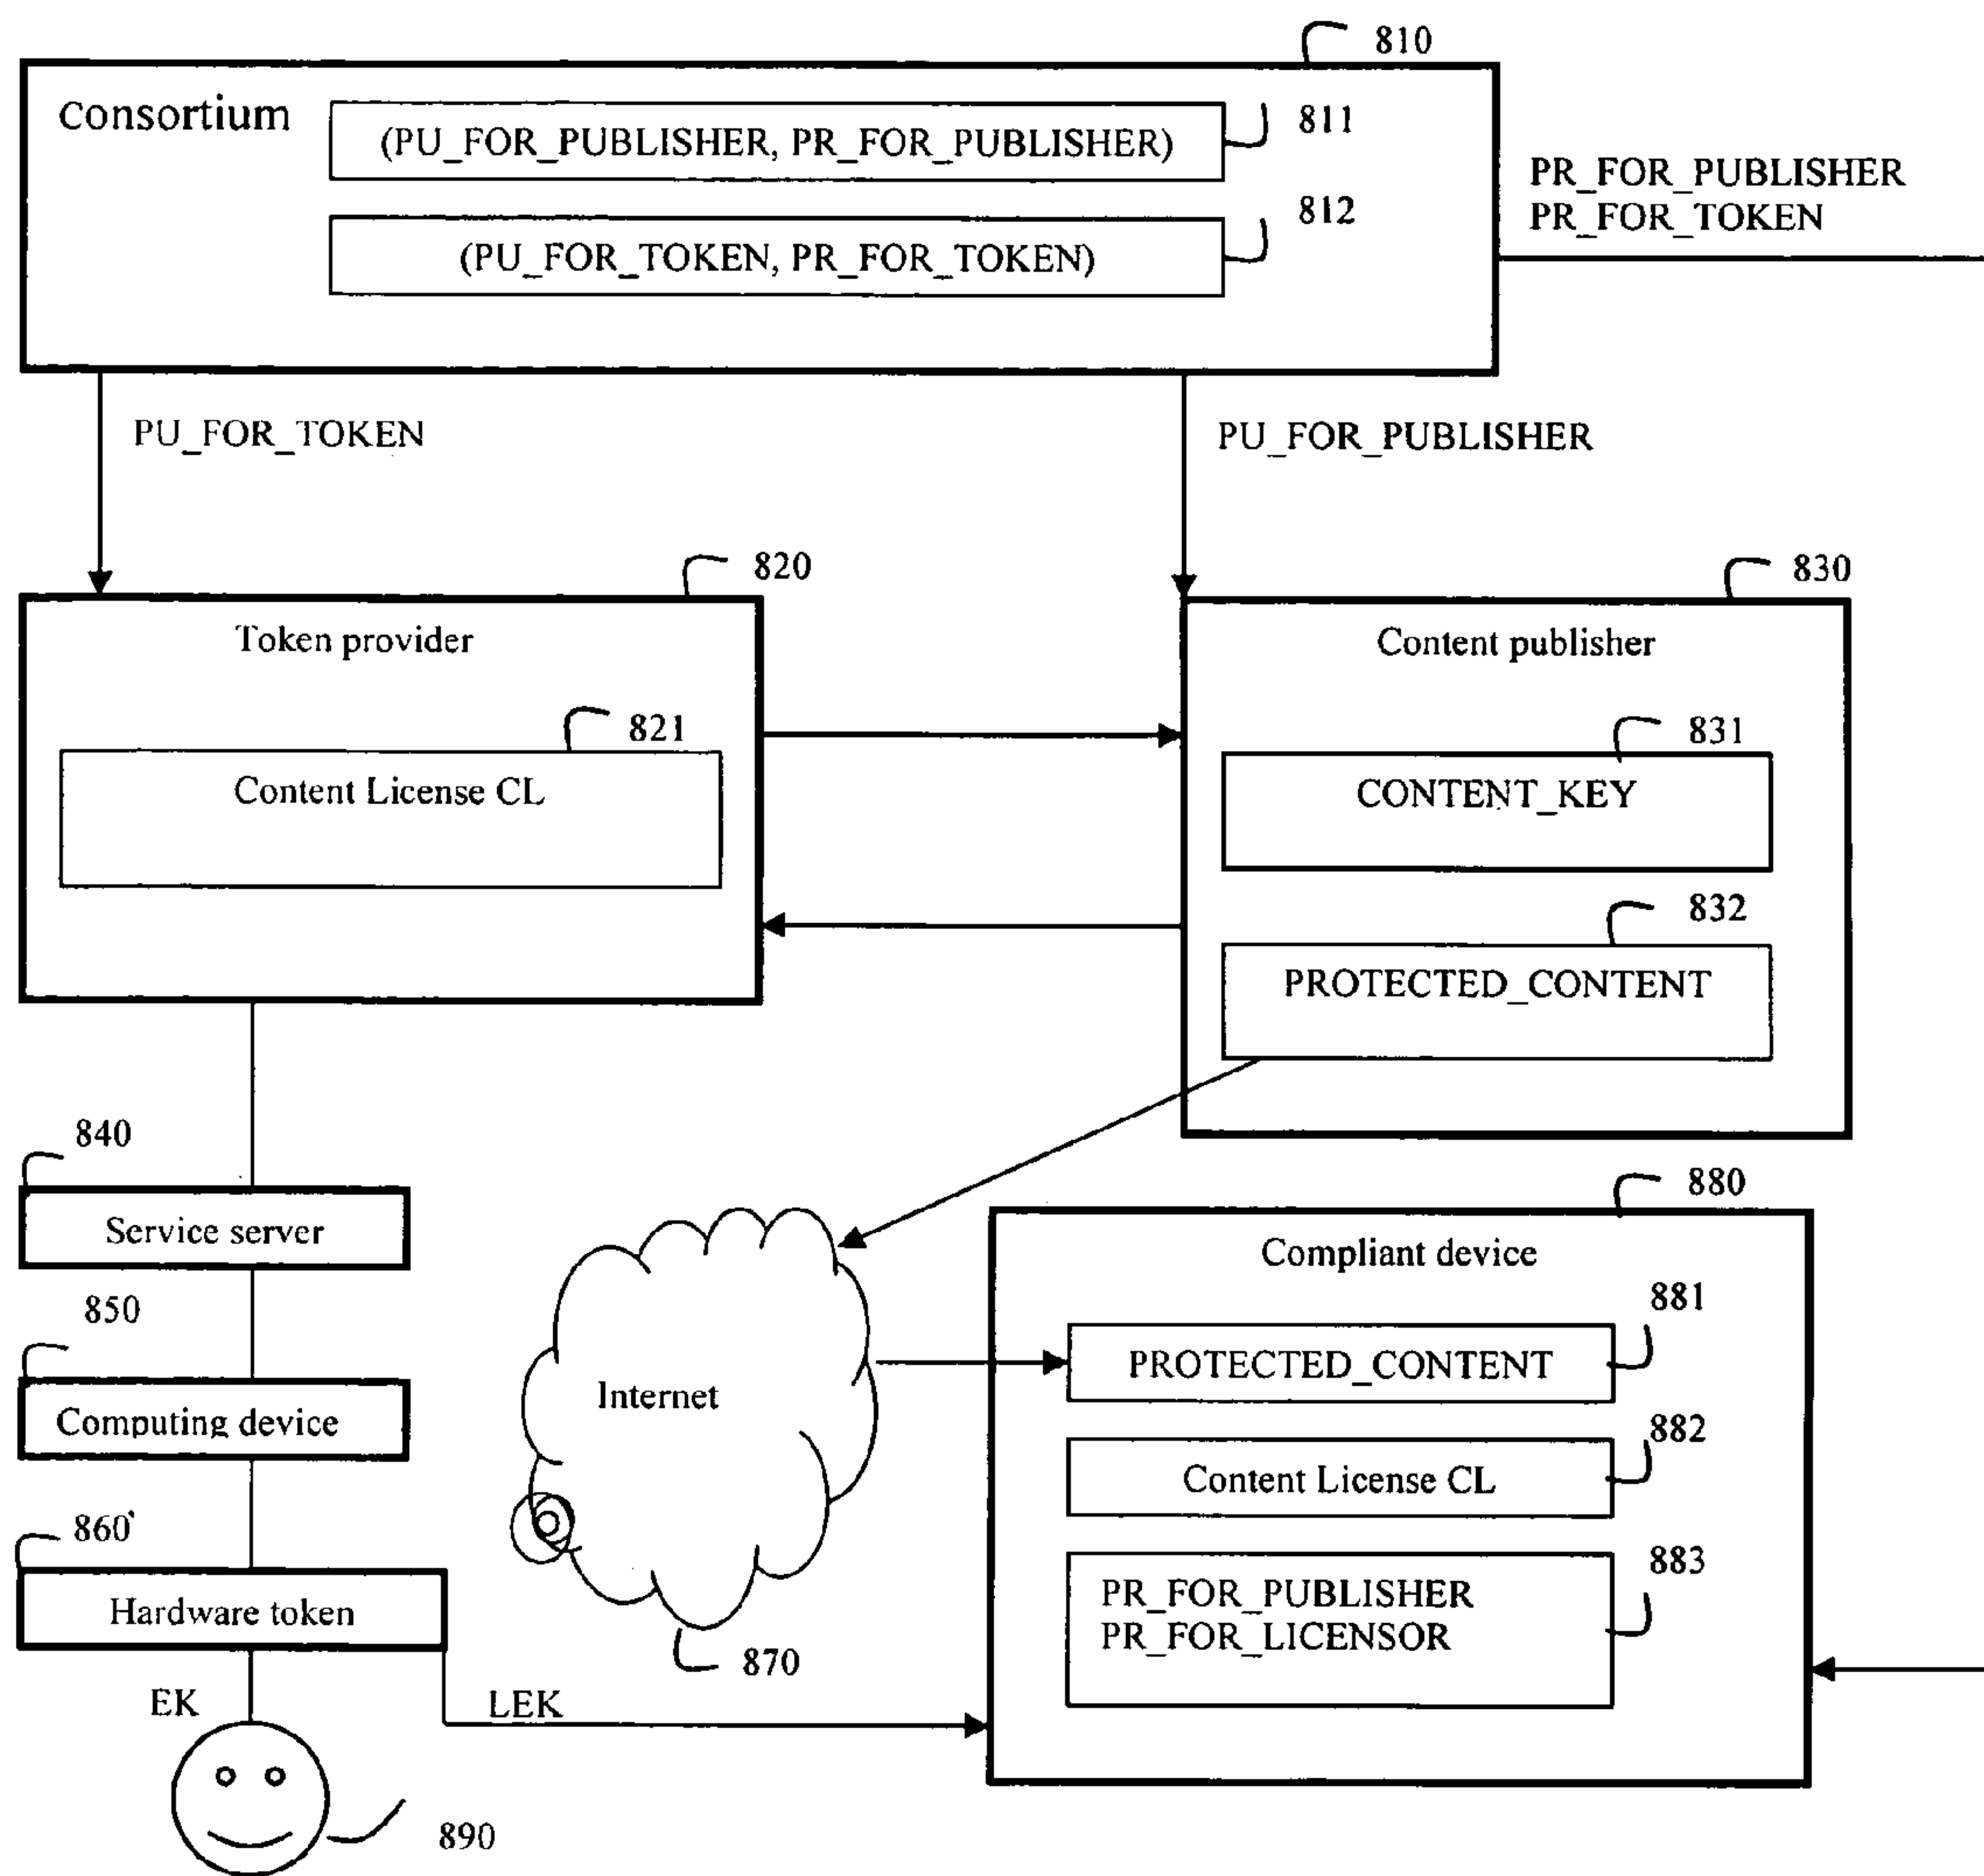 810
Consortium
(PU_FOR_PUBLISHER, PR_FOR_PUBLISHER)
811
PR_FOR_PUBLISHER
PR_FOR_TOKEN
812
(PU_FOR_TOKEN, PR_FOR_TOKEN)
PU_FOR_TOKEN
PU_FOR_PUBLISHER
820
830
Token provider
Content publisher
821
831
Content License CL
CONTENT_KEY
832
PROTECTED_CONTENT
840
880
Service server
Compliant device
850
881
PROTECTED_CONTENT
Internet
Computing device
882
Content License CL
860'
883
Hardware token
PR_FOR_PUBLISHER
PR_FOR_LICENSOR
870
EK
LEK
890